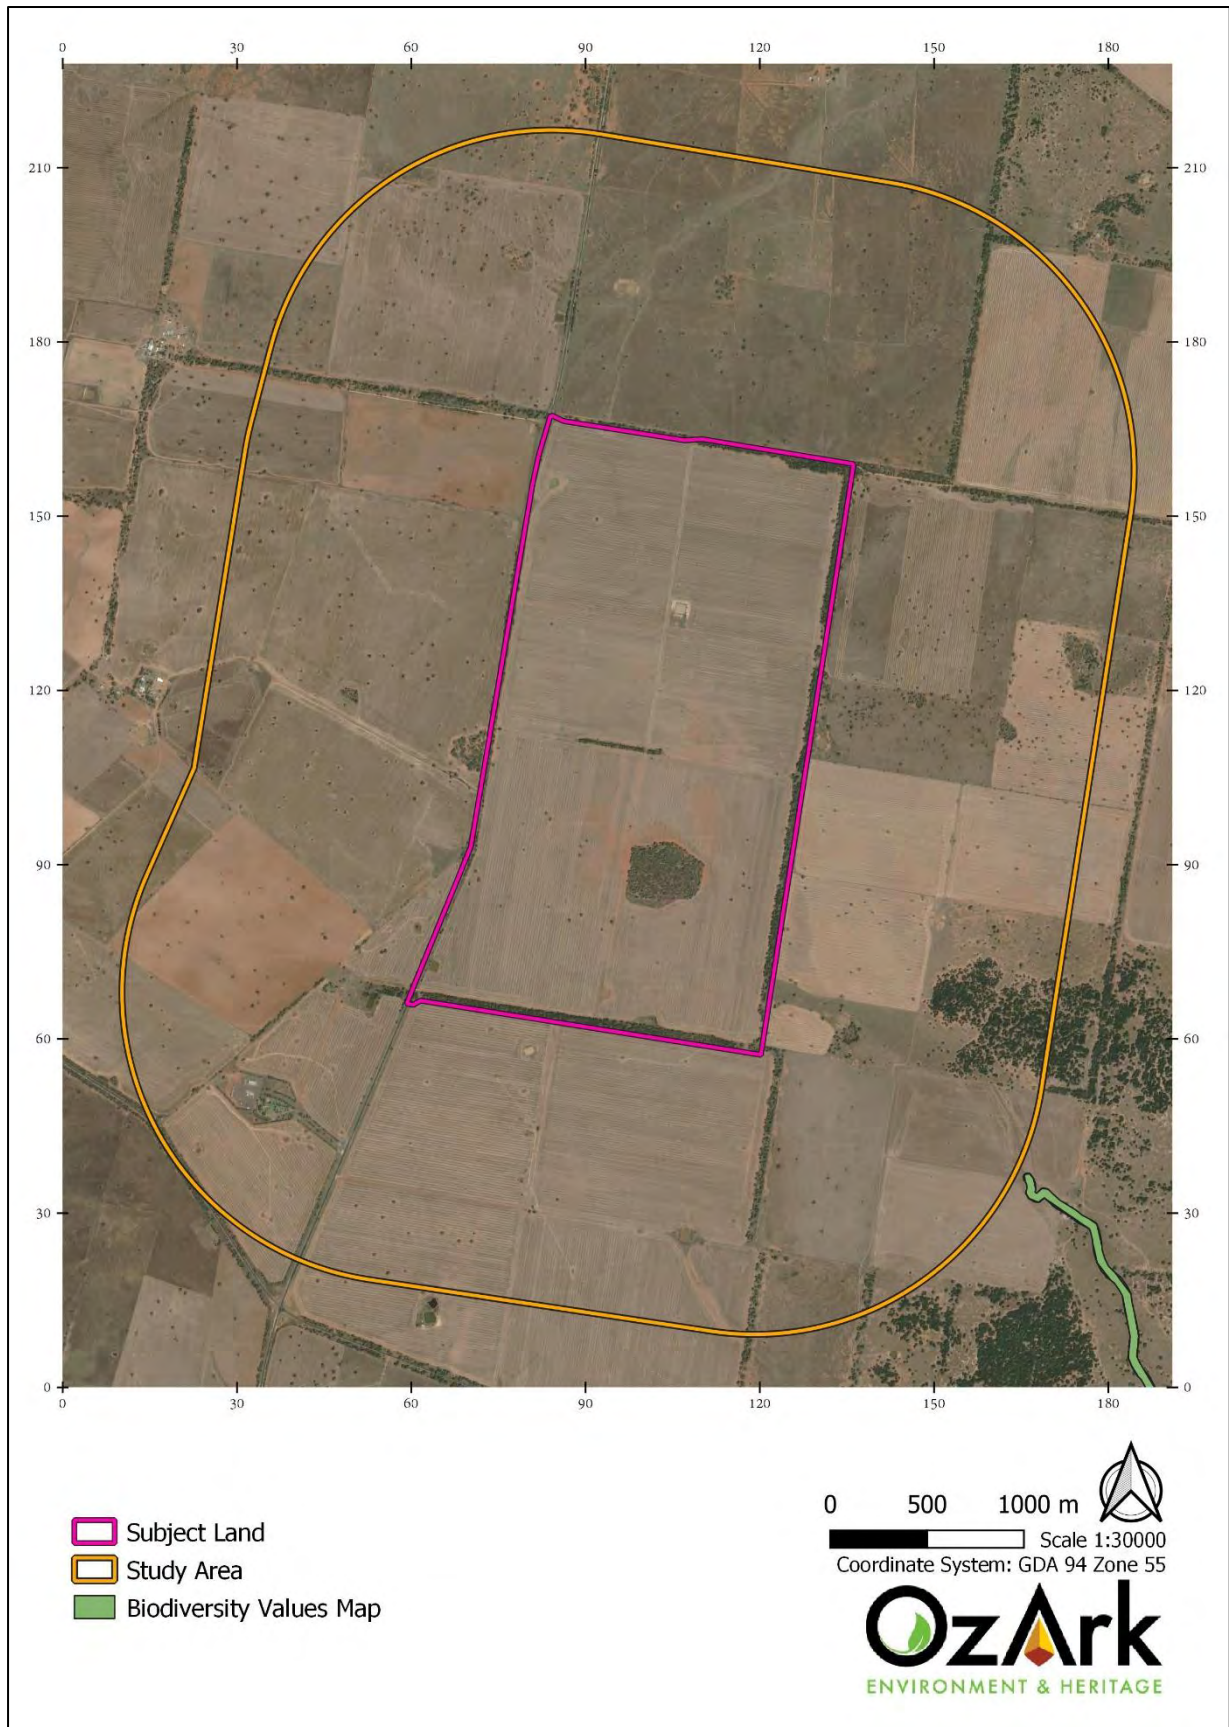 0 30 60 90 120 150 180
210 210
180 180
150 150
120 120
90 90
60 60
30 30
0 0
0 30 60 90 120 150 180
0 500 1000 m
Scale 1:30000
Coordinate System: GDA 94 Zone 55
Subject Land
Study Area
Biodiversity Values Map
OzArk
ENVIRONMENT & HERITAGE